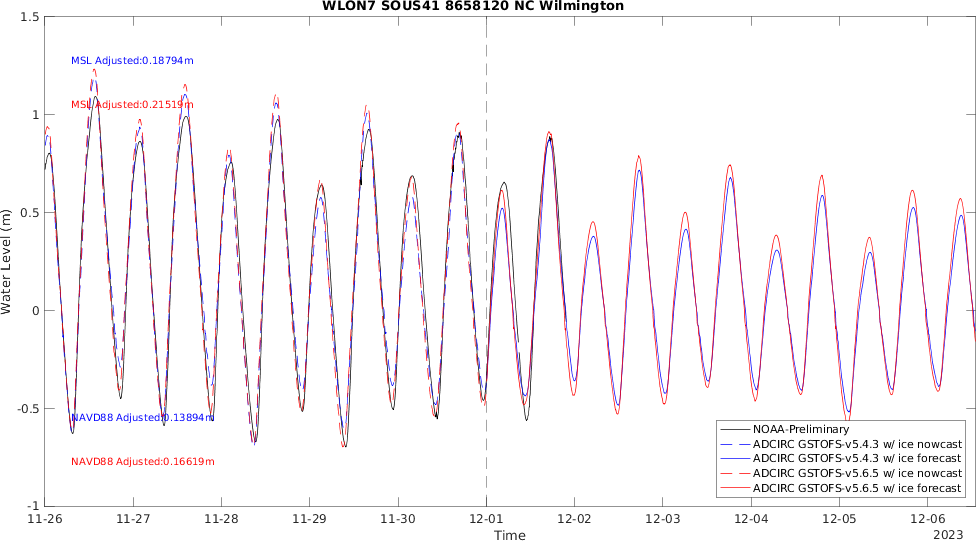 WLON7 SOUS41 8658120 NC Wilmington
1.5
MSL Adjusted:0.18794m
MSL Adjusted:0.21519m
1
0.5
Water Level (m)
0
-0.5
NAVD88 Adjusted:0.13894m
NAVD88 Adjusted:0.16619m
-1
NOAA-Preliminary
ADCIRC GSTOFS-v5.4.3 w/ ice nowcast
ADCIRC GSTOFS-v5.4.3 w/ ice forecast
ADCIRC GSTOFS-v5.6.5 w/ ice nowcast
ADCIRC GSTOFS-v5.6.5 w/ ice forecast
11-26 11-27 11-28 11-29 11-30 12-01 12-02 12-03 12-04 12-05 12-06
Time
2023